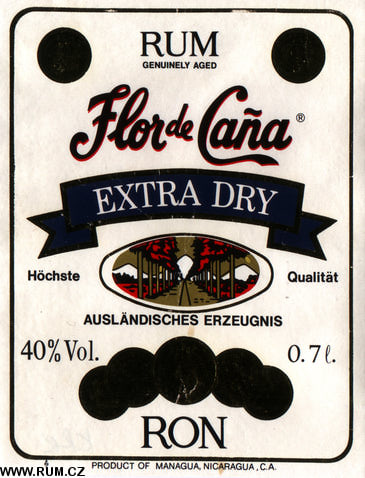 RUM
GENUINELY AGED
Flor de Caña ®
EXTRA DRY
Höchste Qualität
AUSLÄNDISCHES ERZEUGNIS
40% Vol. 0.7 l.
RON
PRODUCT OF MANAGUA, NICARAGUA, C.A.
WWW.RUM.CZ